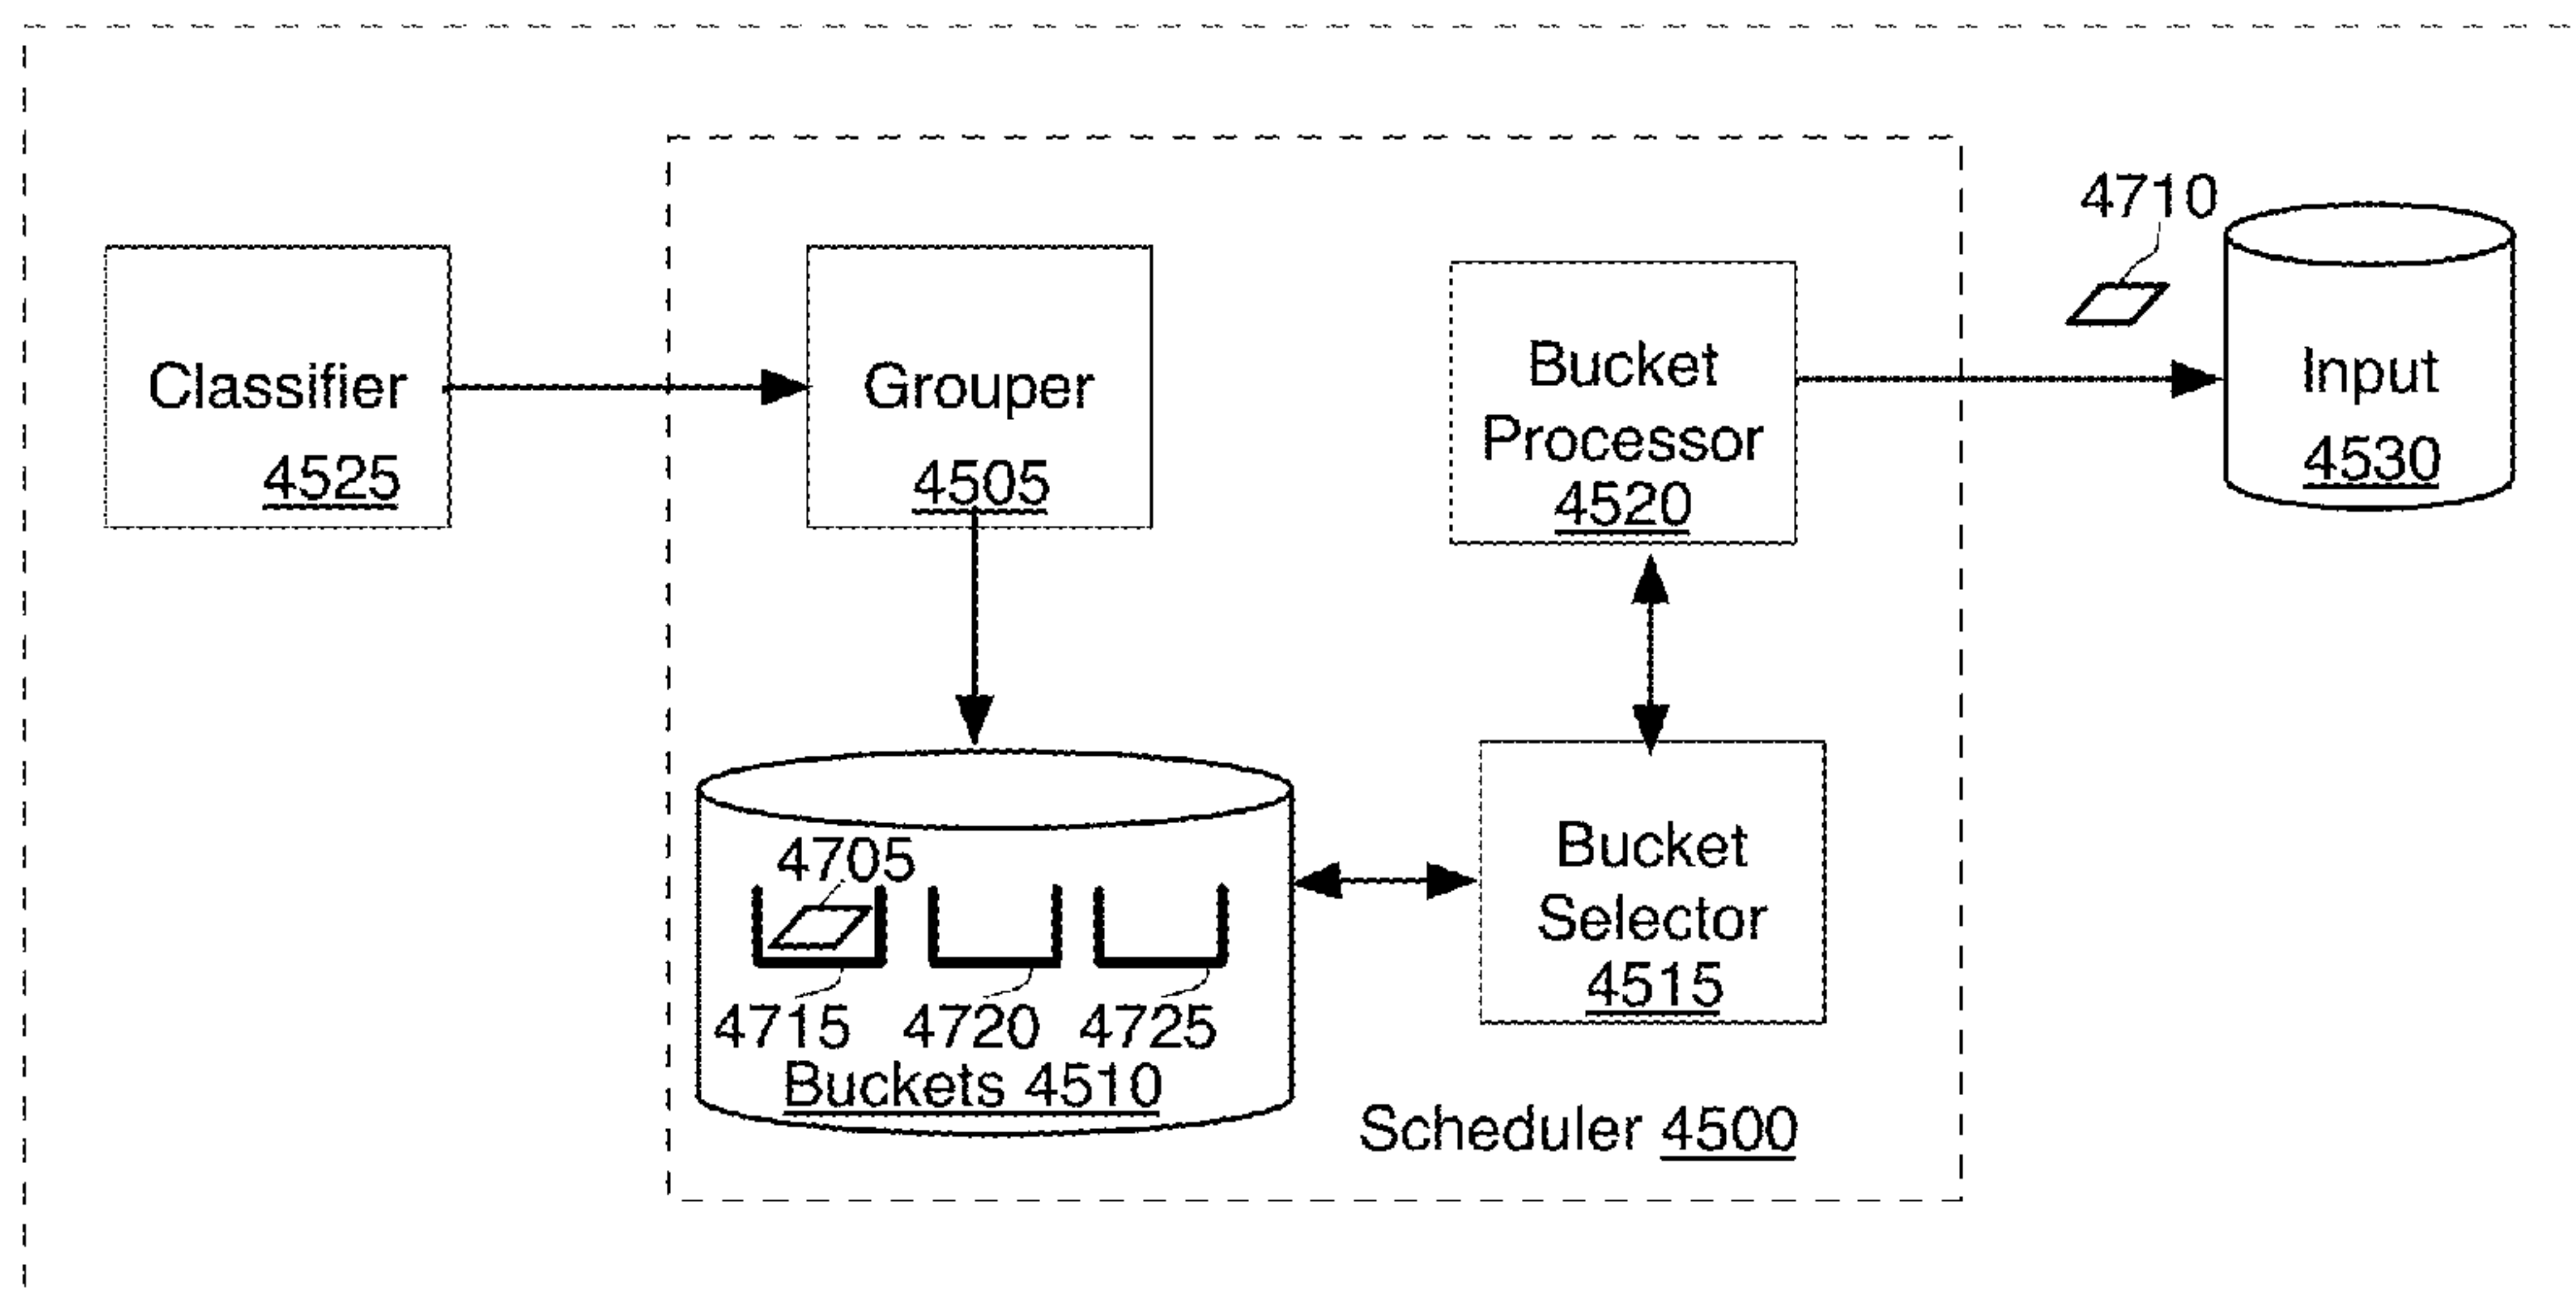 4710
Classifier
4525
Grouper
4505
Bucket
Processor
4520
Input
4530
4705
4715 4720 4725
Buckets 4510
Bucket
Selector
4515
Scheduler 4500